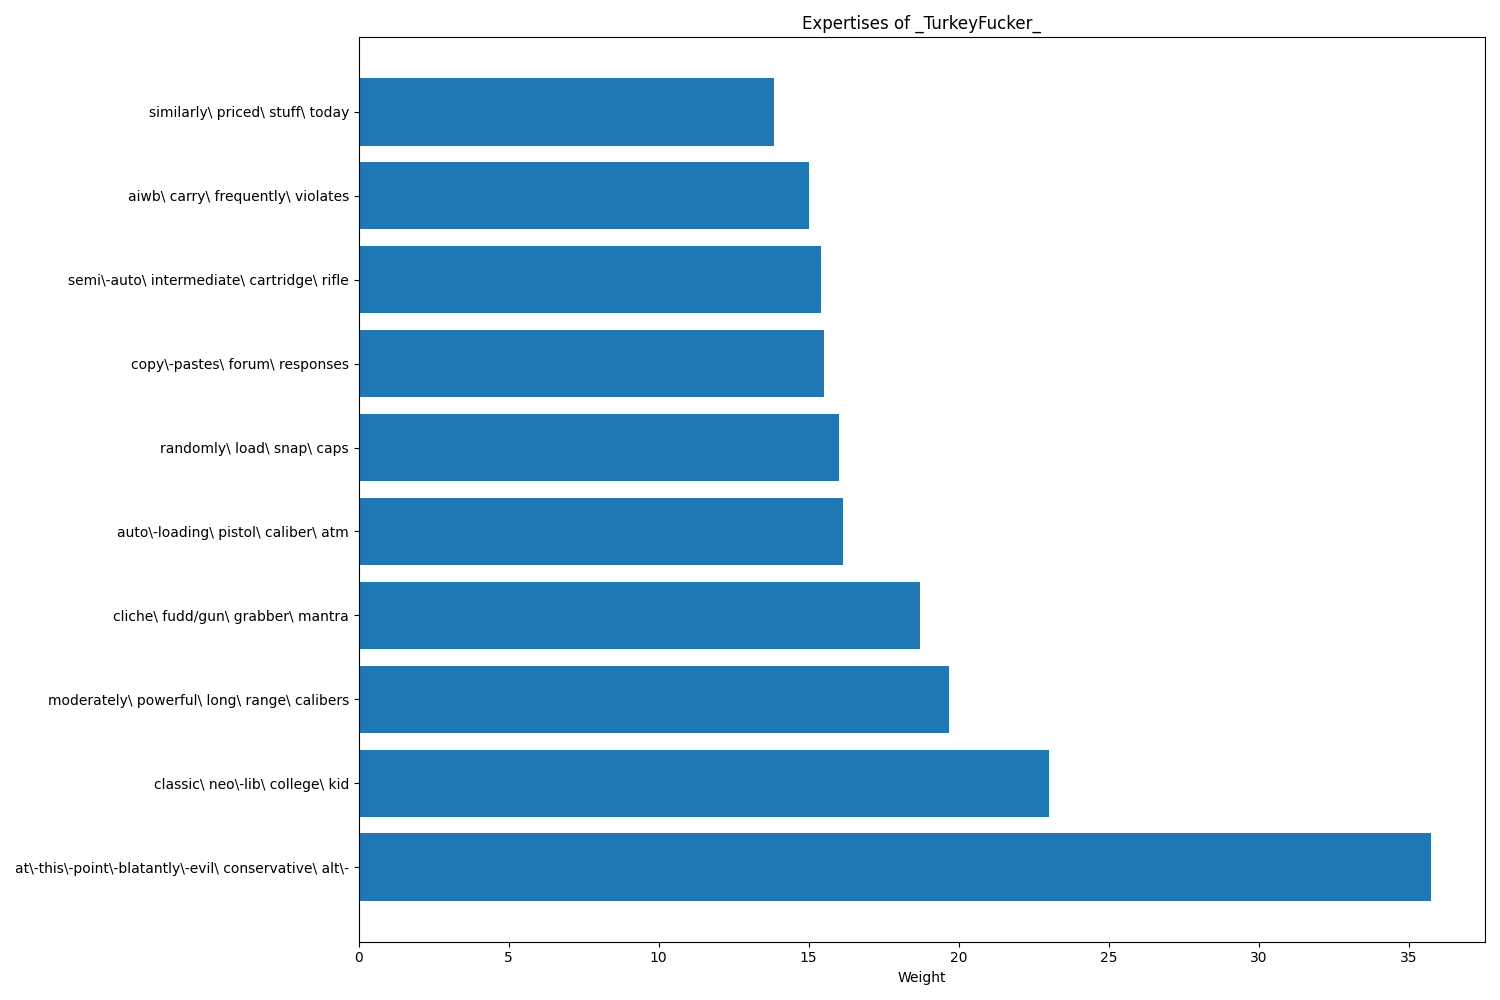 Expertises of _TurkeyFucker_
similarly\ priced\ stuff\ today
aiwb\ carry\ frequently\ violates
semi\-auto\ intermediate\ cartridge\ rifle
copy\-pastes\ forum\ responses
randomly\ load\ snap\ caps
auto\-loading\ pistol\ caliber\ atm
cliche\ fudd/gun\ grabber\ mantra
moderately\ powerful\ long\ range\ calibers
classic\ neo\-lib\ college\ kid
at\-this\-point\-blatantly\-evil\ conservative\ alt\-
0 5 10 15 20 25 30 35
Weight